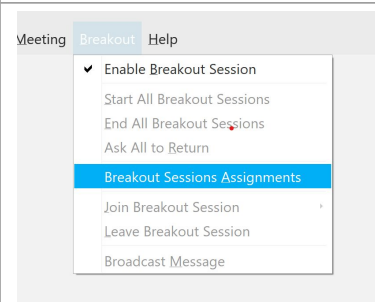 Meeting Breakout Help
Enable Breakout Session
Start All Breakout Sessions
End All Breakout Sessions
Ask All to Return
Breakout Sessions Assignments
Join Breakout Session
Leave Breakout Session
Broadcast Message